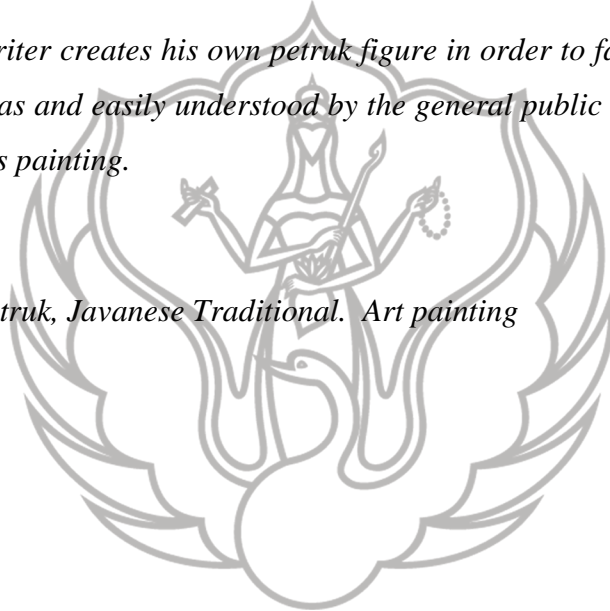 riter creates his own petruk figure in order to fa
as and easily understood by the general public
s painting.
truk, Javanese Traditional. Art painting